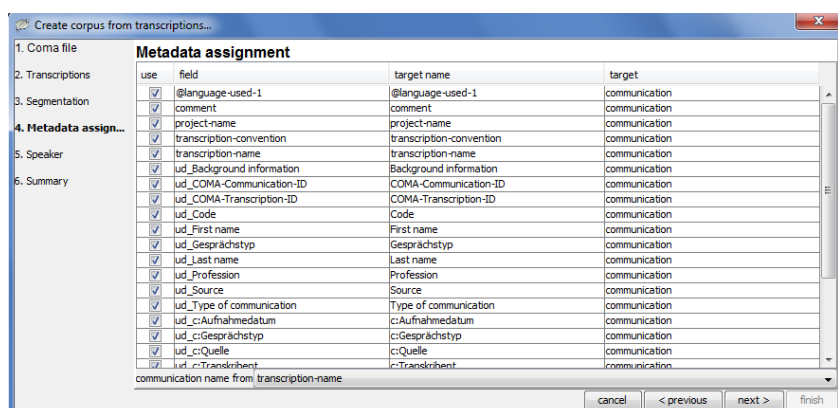 Create corpus from transcriptions...
x
1. Coma file
2. Transcriptions
3. Segmentation
4. Metadata assign...
5. Speaker
6. Summary
Metadata assignment
use field target name target
@language-used-1 @language-used-1 communication
comment comment communication
project-name project-name communication
transcription-convention transcription-convention communication
transcription-name transcription-name communication
ud_Background information Background information communication
ud_COMA-Communication-ID COMA-Communication-ID communication
ud_COMA-Transcription-ID COMA-Transcription-ID communication
ud_Code Code communication
ud_First name First name communication
ud_Gesprächstyp Gesprächstyp communication
ud_Last name Last name communication
ud_Profession Profession communication
ud_Source Source communication
ud_Type of communication Type of communication communication
ud_c:Aufnahmedatum c:Aufnahmedatum communication
ud_c:Gesprächstyp c:Gesprächstyp communication
ud_c:Quelle c:Quelle communication
ud_c:Transkribent c:Transkribent communication
communication name from transcription-name
cancel < previous next > finish